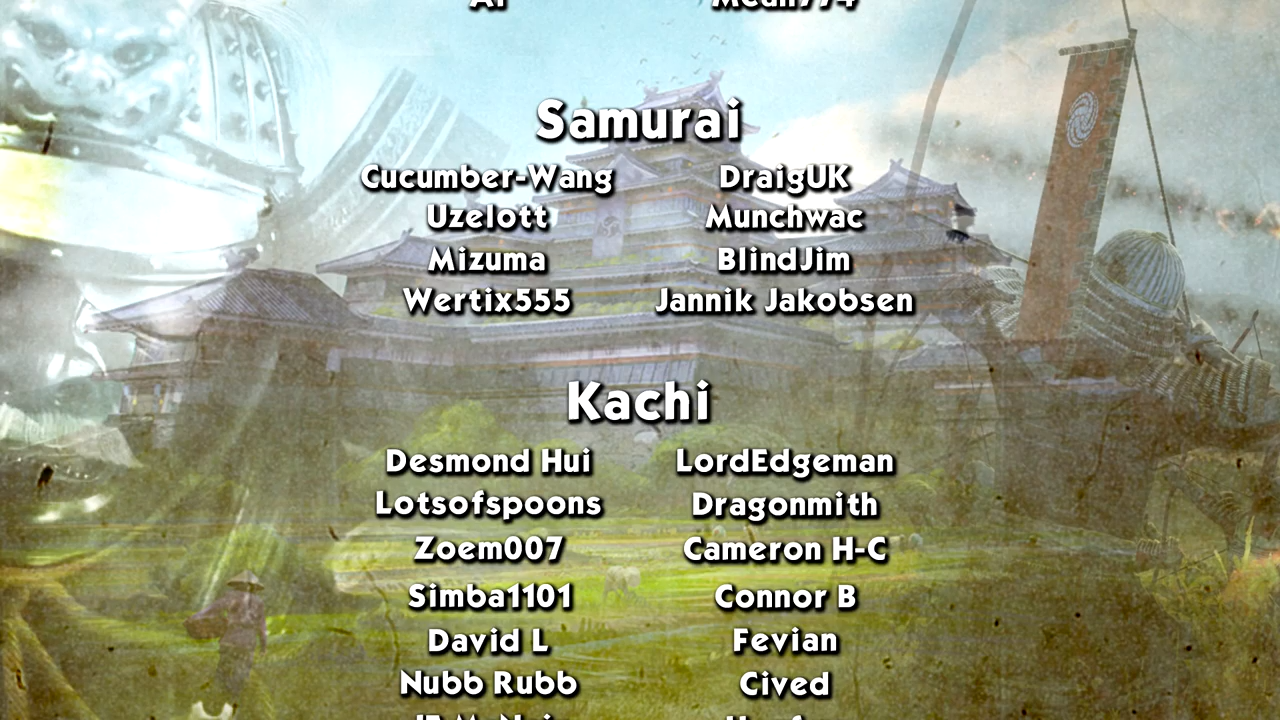 Samurai
Cucumber-Wang DraigUK
Uzelott Munchwac
Mizuma BlindJim
Wertix555 Jannik Jakobsen
Kachi
Desmond Hui LordEdgeman
Lotsofspoons Dragonmith
Zoem007 Cameron H-C
Simba1101 Connor B
David L Fevian
Nubb Rubb Cived